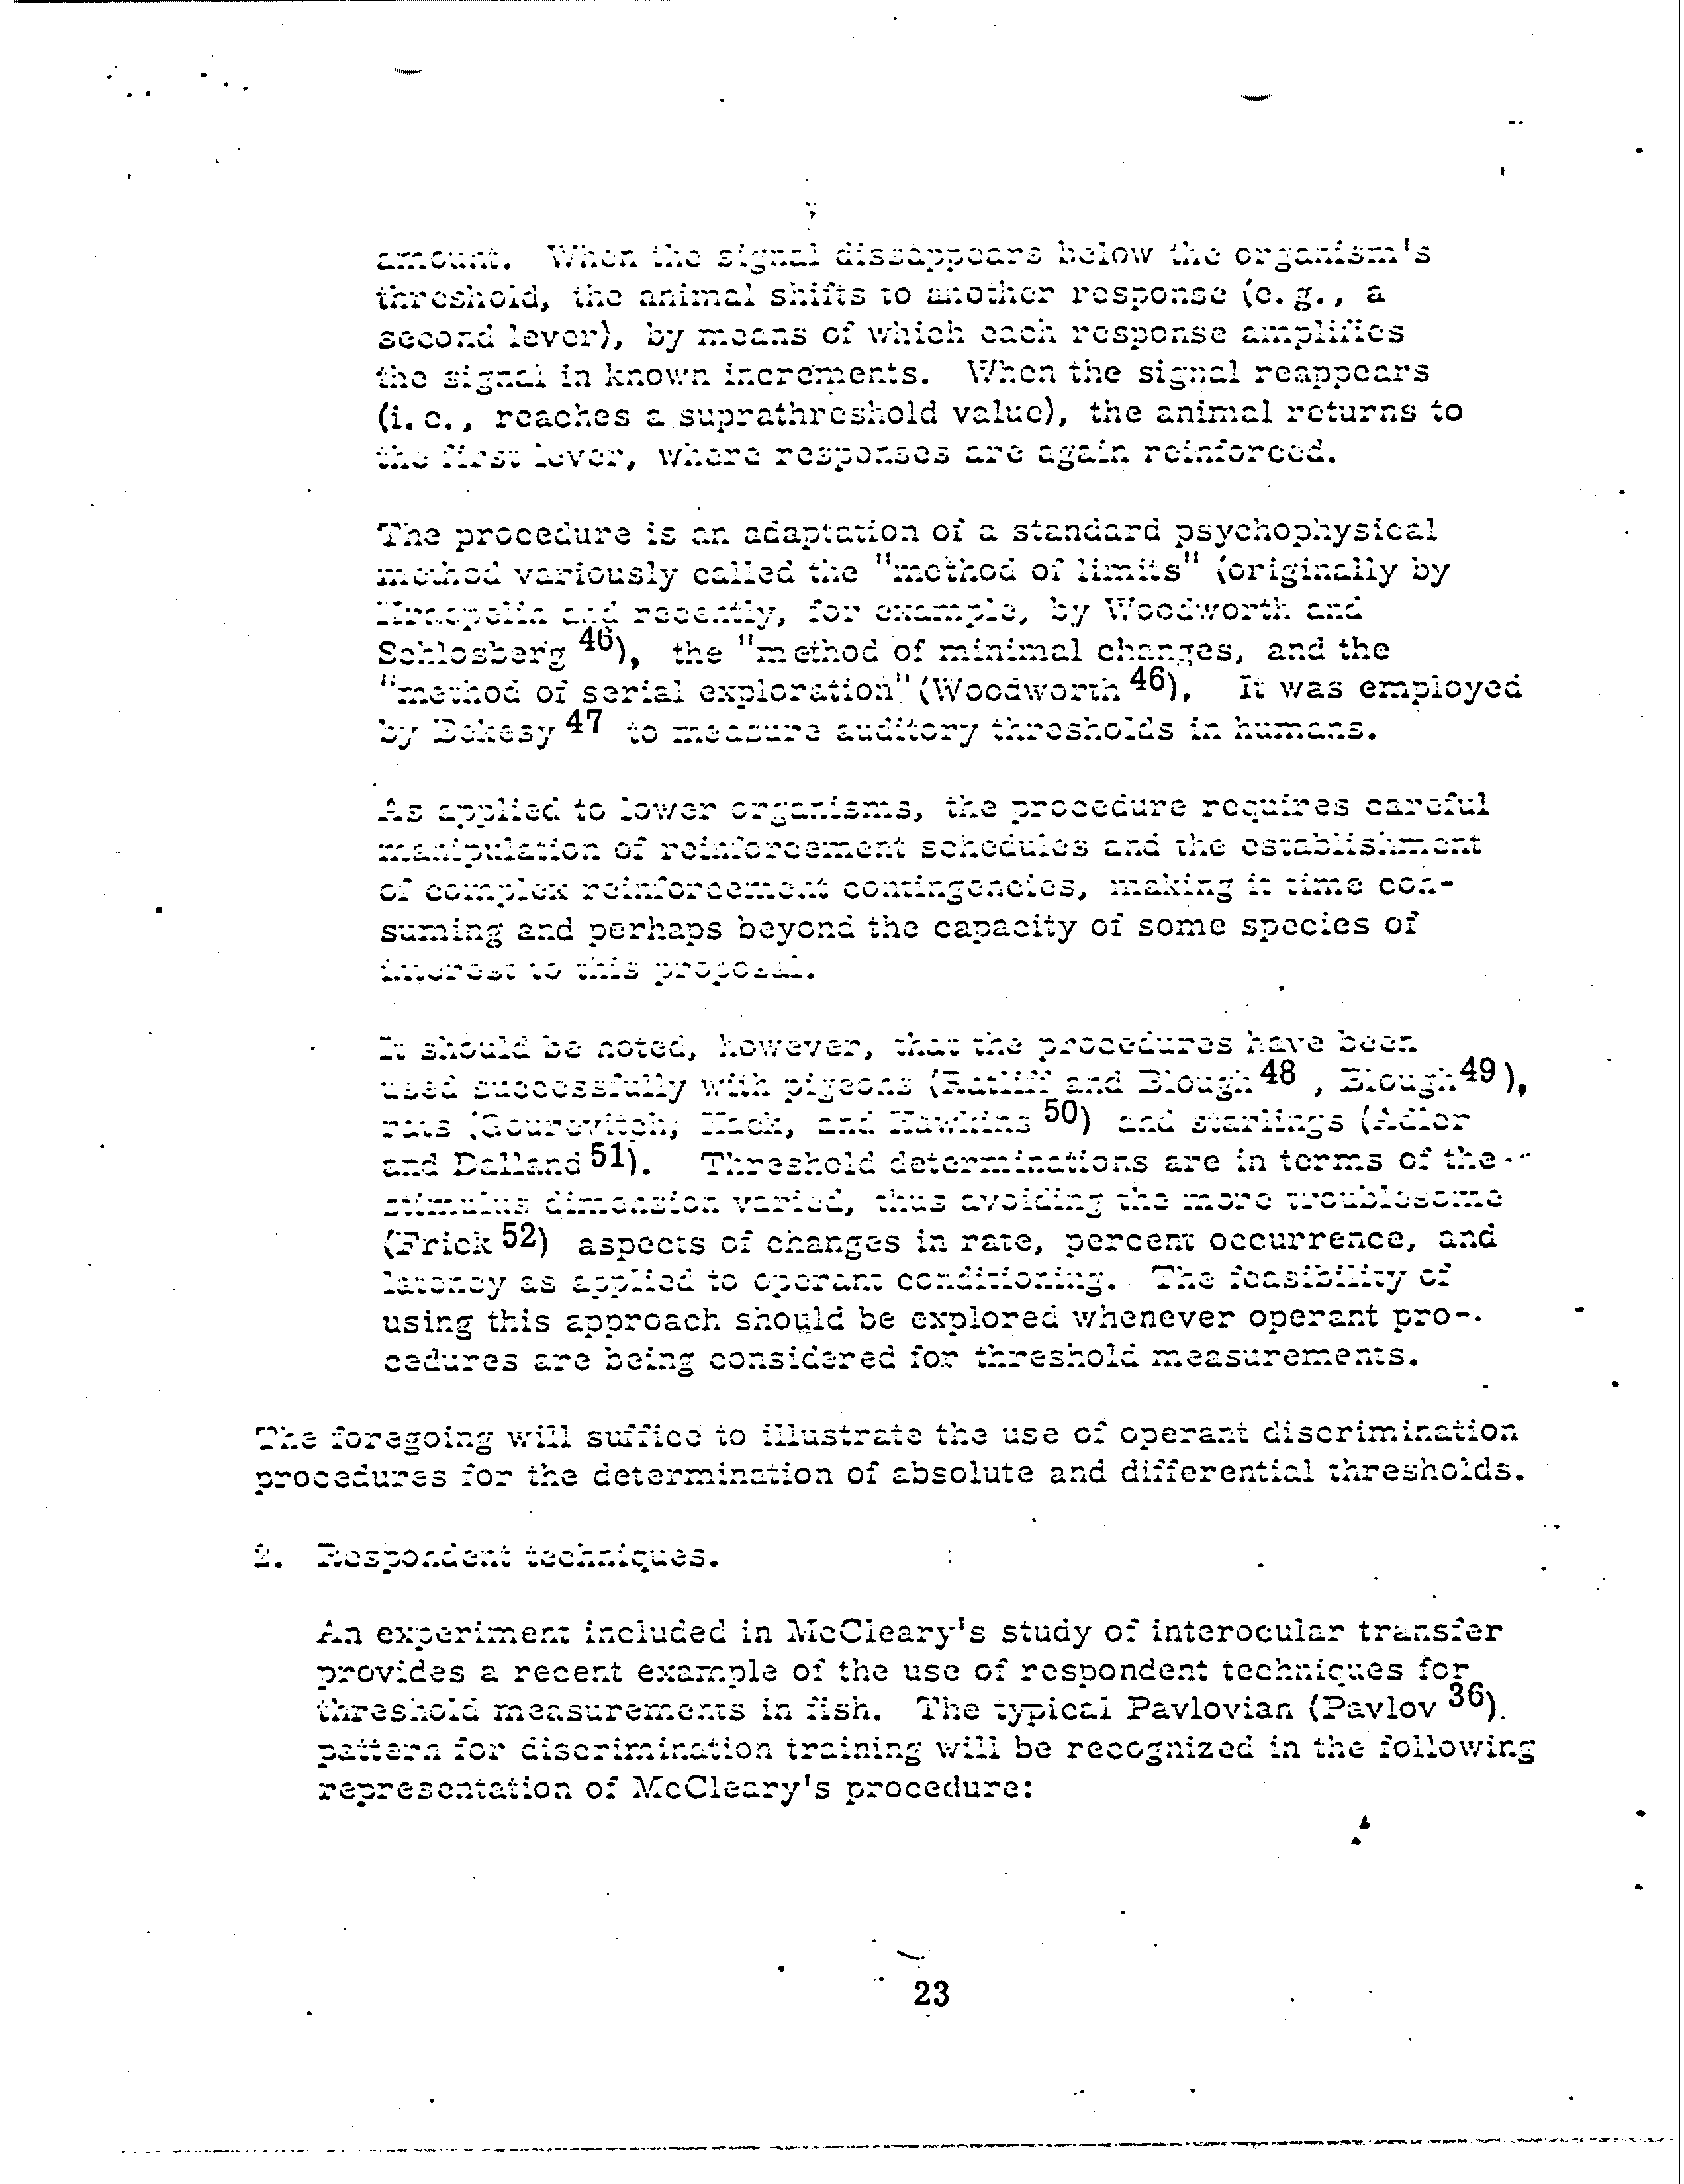 amount. When the signal dissappears below the organism's
threshold, the animal shifts to another response (e.g., a
second lever), by means of which each response amplifies
the signal in known increments. When the signal reappears
(i.e., reaches a suprathreshold value), the animal returns to
the first lever, where responses are again reinforced.
The procedure is an adaptation of a standard psychophysical
method variously called the "method of limits" (originally by
Kraepelin and recently, for example, by Woodworth and
Schlosberg 46), the "method of minimal changes, and the
"method of serial exploration" (Woodworth 46). It was employed
by Bekesy 47 to measure auditory thresholds in humans.
As applied to lower organisms, the procedure requires careful
manipulation of reinforcement schedules and the establishment
of complex reinforcement contingencies, making it time con-
suming and perhaps beyond the capacity of some species of
interest to this proposal.
It should be noted, however, that the procedures have been
used successfully with pigeons (Ratliff and Blough 48 , Blough 49),
rats (Gourevitch, Hack, and Hawkins 50) and starlings (Adler
and Dalland 51). Threshold determinations are in terms of the
stimulus dimension varied, thus avoiding the more troublesome
(Frick 52) aspects of changes in rate, percent occurrence, and
latency as applied to operant conditioning. The feasibility of
using this approach should be explored whenever operant pro-
cedures are being considered for threshold measurements.
The foregoing will suffice to illustrate the use of operant discrimination
procedures for the determination of absolute and differential thresholds.
2. Respondent techniques.
An experiment included in McCleary's study of interocular transfer
provides a recent example of the use of respondent techniques for
threshold measurements in fish. The typical Pavlovian (Pavlov 36)
pattern for discrimination training will be recognized in the following
representation of McCleary's procedure:
23